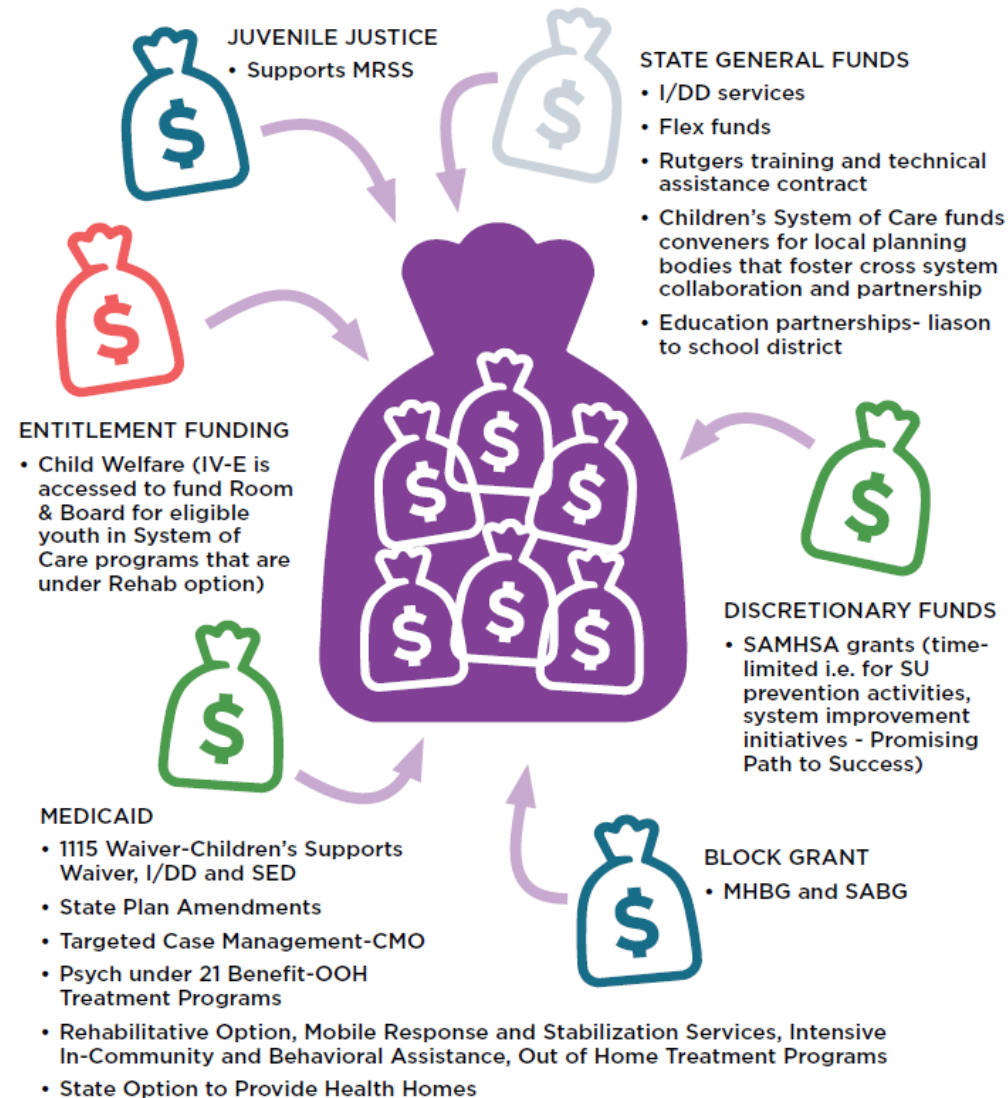 JUVENILE JUSTICE
• Supports MRSS
STATE GENERAL FUNDS
• I/DD services
• Flex funds
• Rutgers training and technical
assistance contract
• Children's System of Care funds
conveners for local planning
bodies that foster cross system
collaboration and partnership
• Education partnerships- liason
to school district
ENTITLEMENT FUNDING
• Child Welfare (IV-E is
accessed to fund Room
& Board for eligible
youth in System of
Care programs that are
under Rehab option)
DISCRETIONARY FUNDS
• SAMHSA grants (time-
limited i.e. for SU
prevention activities,
system improvement
initiatives - Promising
Path to Success)
MEDICAID
• 1115 Waiver-Children's Supports
Waiver, I/DD and SED
• State Plan Amendments
• Targeted Case Management-CMO
• Psych under 21 Benefit-OOH
Treatment Programs
• Rehabilitative Option, Mobile Response and Stabilization Services, Intensive
In-Community and Behavioral Assistance, Out of Home Treatment Programs
• State Option to Provide Health Homes
BLOCK GRANT
• MHBG and SABG
$
$
$
$
$
$
$
$
$
$
$
$